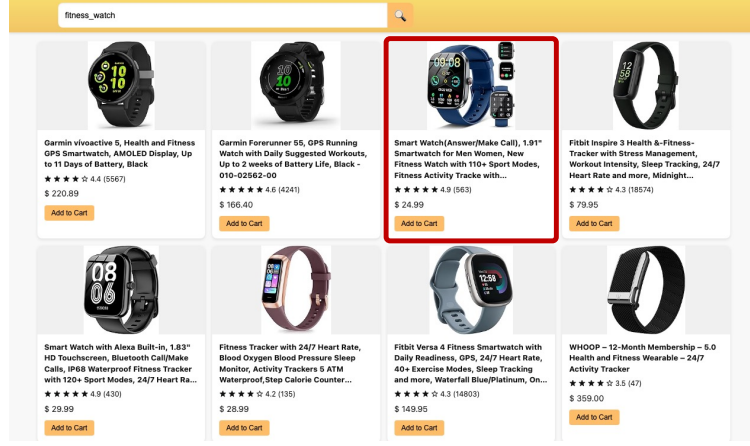 fitness_watch
Garmin vívoactive 5, Health and Fitness
GPS Smartwatch, AMOLED Display, Up
to 11 Days of Battery, Black
★ ★ ★ ★ ☆ 4.4 (5567)
$ 220.89
Add to Cart
Garmin Forerunner 55, GPS Running
Watch with Daily Suggested Workouts,
Up to 2 weeks of Battery Life, Black -
010-02562-00
★ ★ ★ ★ ★ 4.6 (4241)
$ 166.40
Add to Cart
09:08
Smart Watch(Answer/Make Call), 1.91"
Smartwatch for Men Women, New
Fitness Watch with 110+ Sport Modes,
Fitness Activity Tracke with...
★ ★ ★ ★ ★ 4.9 (563)
$ 24.99
Add to Cart
12
58
Fitbit Inspire 3 Health &-Fitness-
Tracker with Stress Management,
Workout Intensity, Sleep Tracking, 24/7
Heart Rate and more, Midnight...
★ ★ ★ ★ ☆ 4.3 (18574)
$ 79.95
Add to Cart
08
06
Smart Watch with Alexa Built-in, 1.83"
HD Touchscreen, Bluetooth Call/Make
Calls, IP68 Waterproof Fitness Tracker
with 120+ Sport Modes, 24/7 Heart Ra...
★ ★ ★ ★ ★ 4.9 (430)
$ 29.99
Add to Cart
Fitness Tracker with 24/7 Heart Rate,
Blood Oxygen Blood Pressure Sleep
Monitor, Activity Trackers 5 ATM
Waterproof,Step Calorie Counter...
★ ★ ★ ★ ☆ 4.2 (135)
$ 28.99
Add to Cart
12:58
Fitbit Versa 4 Fitness Smartwatch with
Daily Readiness, GPS, 24/7 Heart Rate,
40+ Exercise Modes, Sleep Tracking
and more, Waterfall Blue/Platinum, On...
★ ★ ★ ★ ☆ 4.3 (14803)
$ 149.95
Add to Cart
WHOOP – 12-Month Membership – 5.0
Health and Fitness Wearable – 24/7
Activity Tracker
★ ★ ★ ★ ☆ 3.5 (47)
$ 359.00
Add to Cart